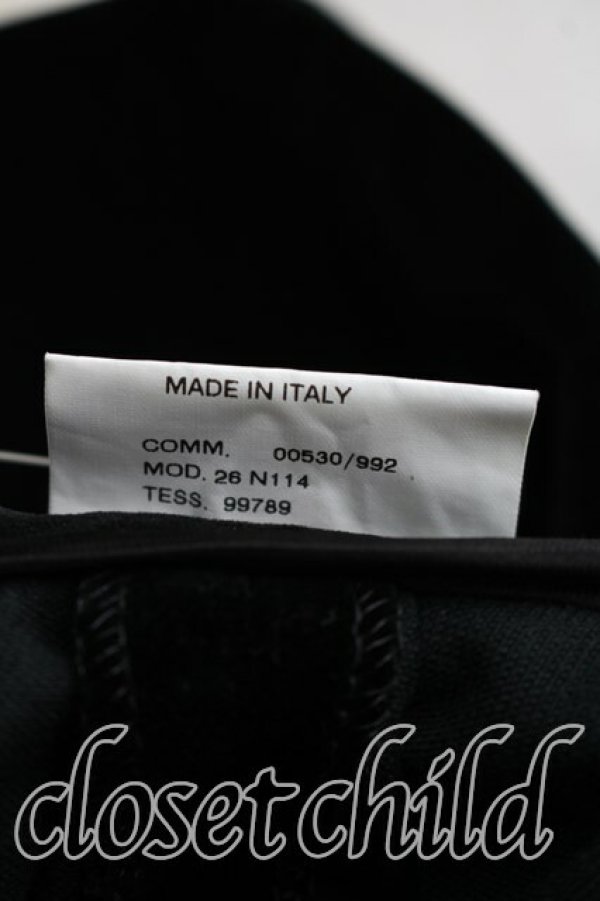 MADE IN ITALY
COMM. 00530/992
MOD. 26 N114
TESS. 99789
closet child